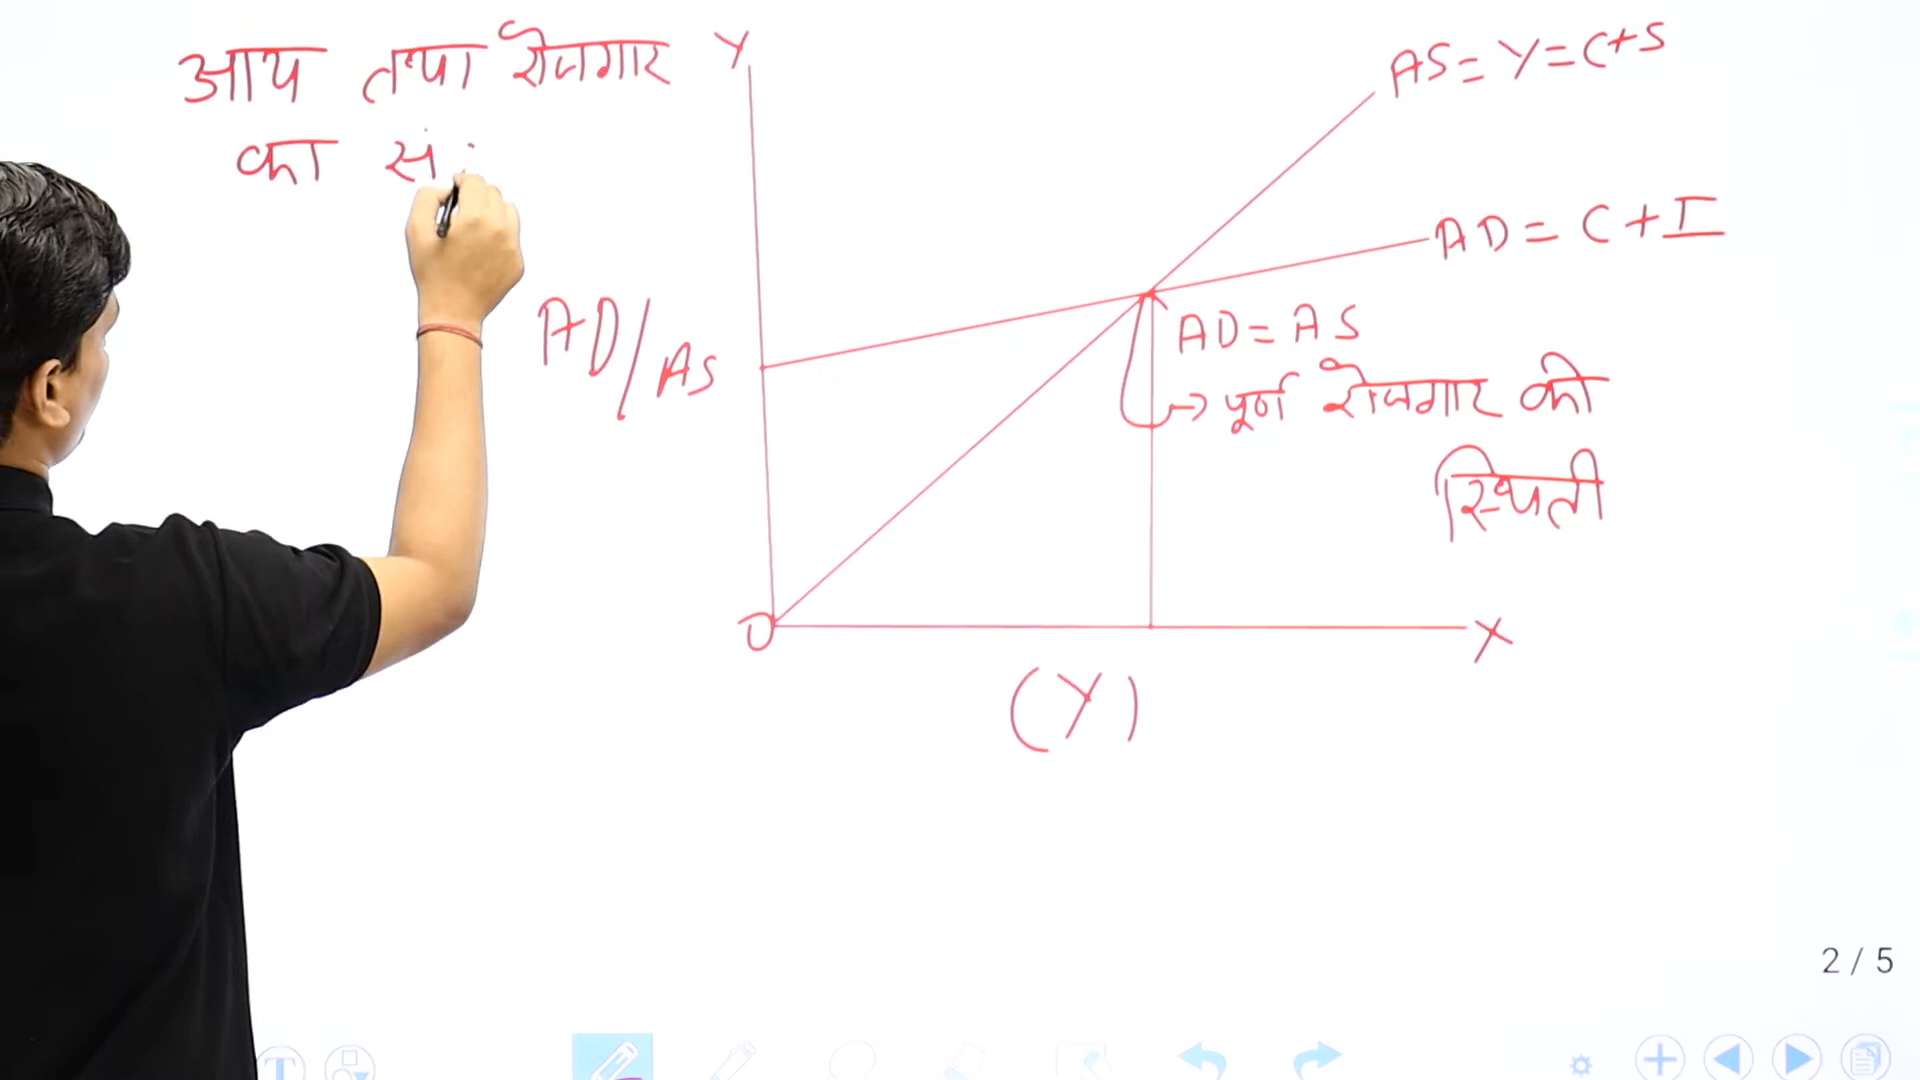 आय तथा रोजगार
का सं
Y
AS = Y = C+S
AD = C + I
AD/AS
AD = AS
→ पूर्ण रोजगार की
स्थिती
O
X
(Y)
2 / 5
T